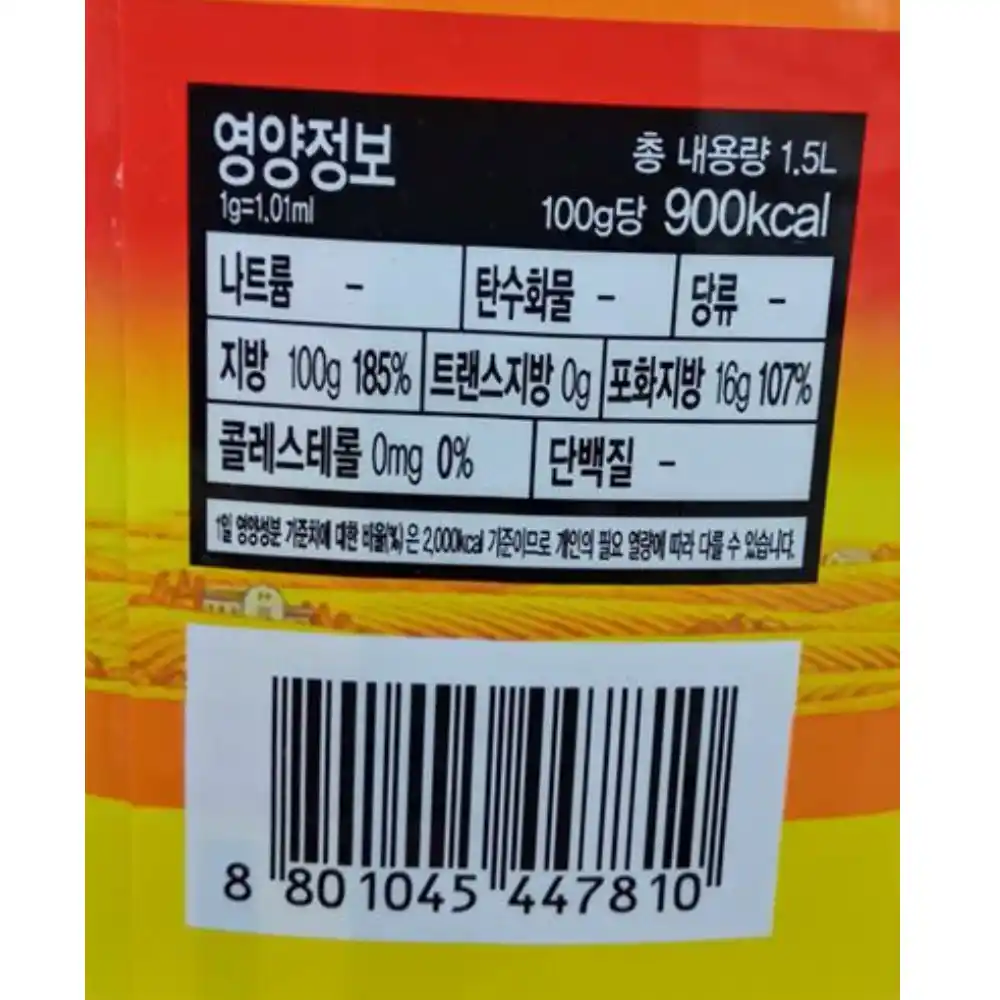 영양정보
총 내용량 1.5L
1g=1.01ml
100g당 900kcal
나트륨 - 탄수화물 - 당류 -
지방 100g 185% 트랜스지방 0g 포화지방 16g 107%
콜레스테롤 0mg 0% 단백질 -
1일 영양성분 기준치에 대한 비율(%)은 2,000kcal 기준이므로 개인의 필요 열량에 따라 다를 수 있습니다.
8 801045 447810